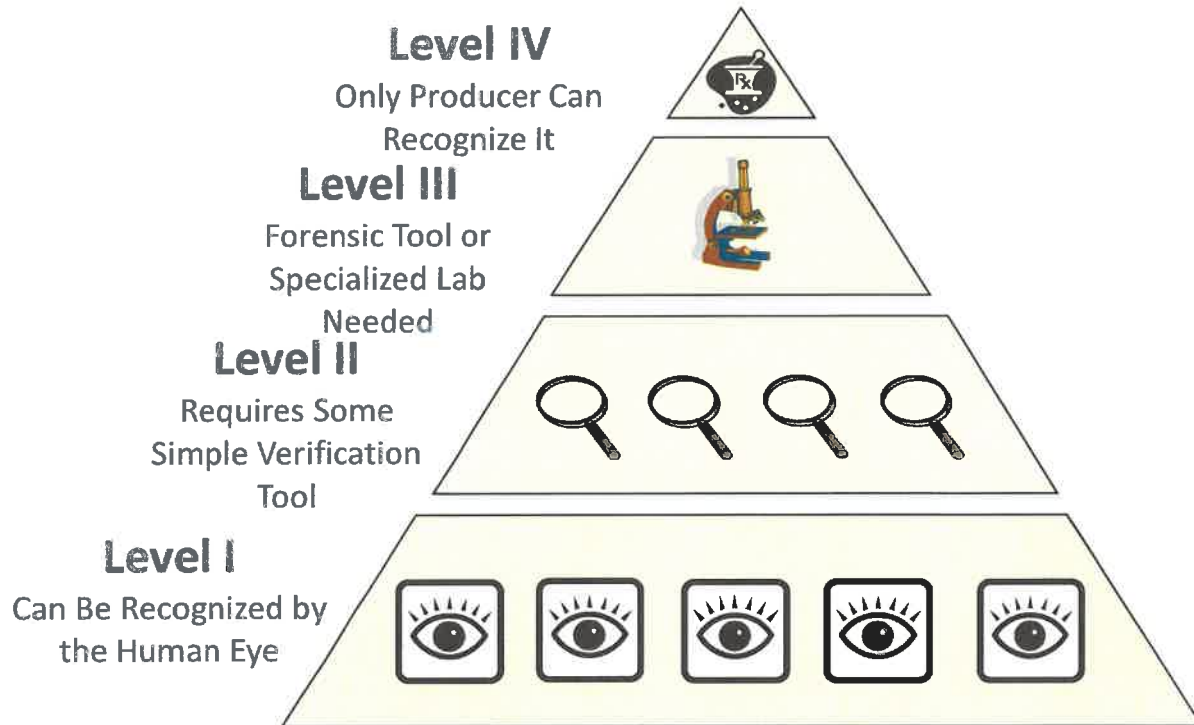 Level IV
Only Producer Can
Recognize It
Rx
Level III
Forensic Tool or
Specialized Lab
Needed
Level II
Requires Some
Simple Verification
Tool
Level I
Can Be Recognized by
the Human Eye